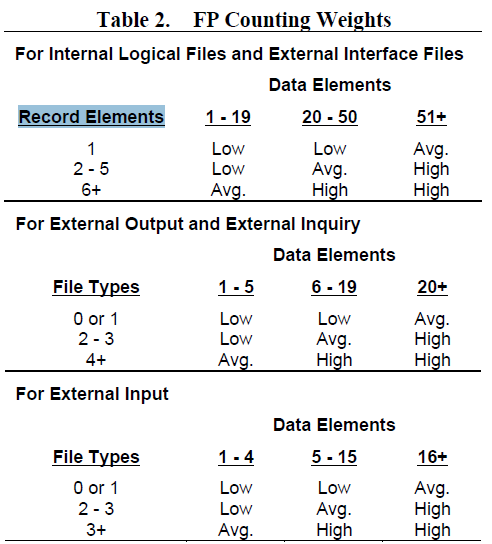 Table 2. FP Counting Weights
For Internal Logical Files and External Interface Files
Data Elements
Record Elements 1 - 19 20 - 50 51+
1 Low Low Avg.
2 - 5 Low Avg. High
6+ Avg. High High
For External Output and External Inquiry
Data Elements
File Types 1 - 5 6 - 19 20+
0 or 1 Low Low Avg.
2 - 3 Low Avg. High
4+ Avg. High High
For External Input
Data Elements
File Types 1 - 4 5 - 15 16+
0 or 1 Low Low Avg.
2 - 3 Low Avg. High
3+ Avg. High High